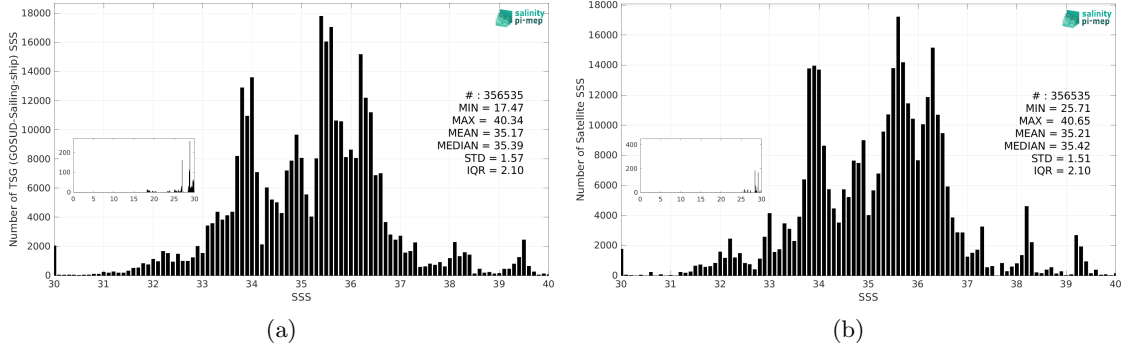 18000
16000
14000
12000
10000
8000
6000
4000
2000
0
Number of TSG (GOSUD-Sailing-ship) SSS
salinity
pi-mep
# : 356535
MIN = 17.47
MAX = 40.34
MEAN = 35.17
MEDIAN = 35.39
STD = 1.57
IQR = 2.10
200
100
0
0 5 10 15 20 25 30
30 31 32 33 34 35 36 37 38 39 40
SSS
(a)
18000
16000
14000
12000
10000
8000
6000
4000
2000
0
Number of Satellite SSS
salinity
pi-mep
# : 356535
MIN = 25.71
MAX = 40.65
MEAN = 35.21
MEDIAN = 35.42
STD = 1.51
IQR = 2.10
400
200
0
0 5 10 15 20 25 30
30 31 32 33 34 35 36 37 38 39 40
SSS
(b)